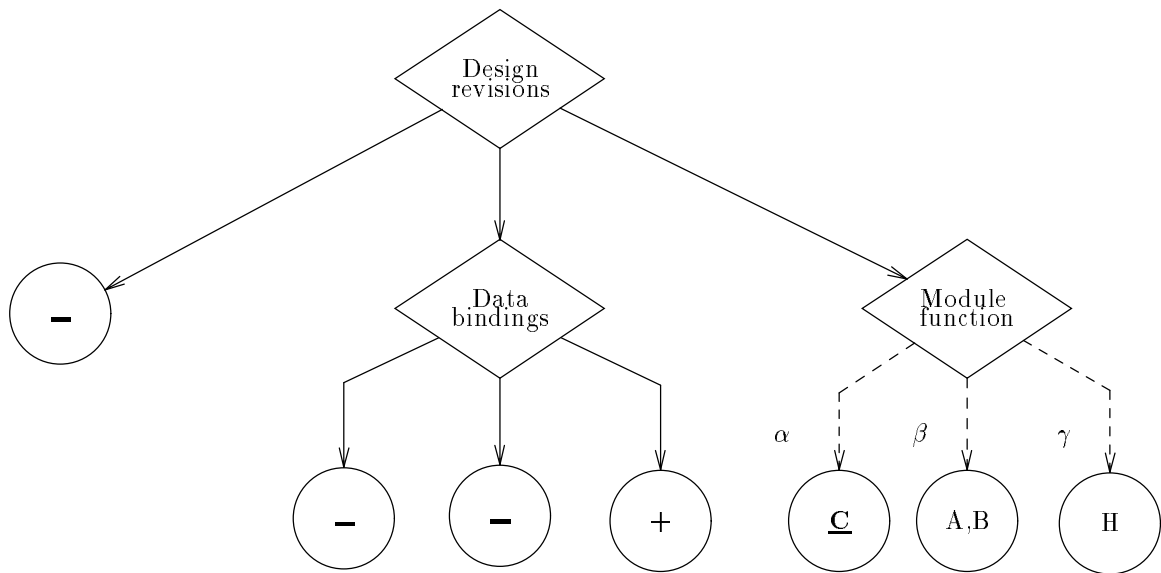 Design
revisions
–
Data
bindings
Module
function
α
β
γ
–
–
+
C
A,B
H